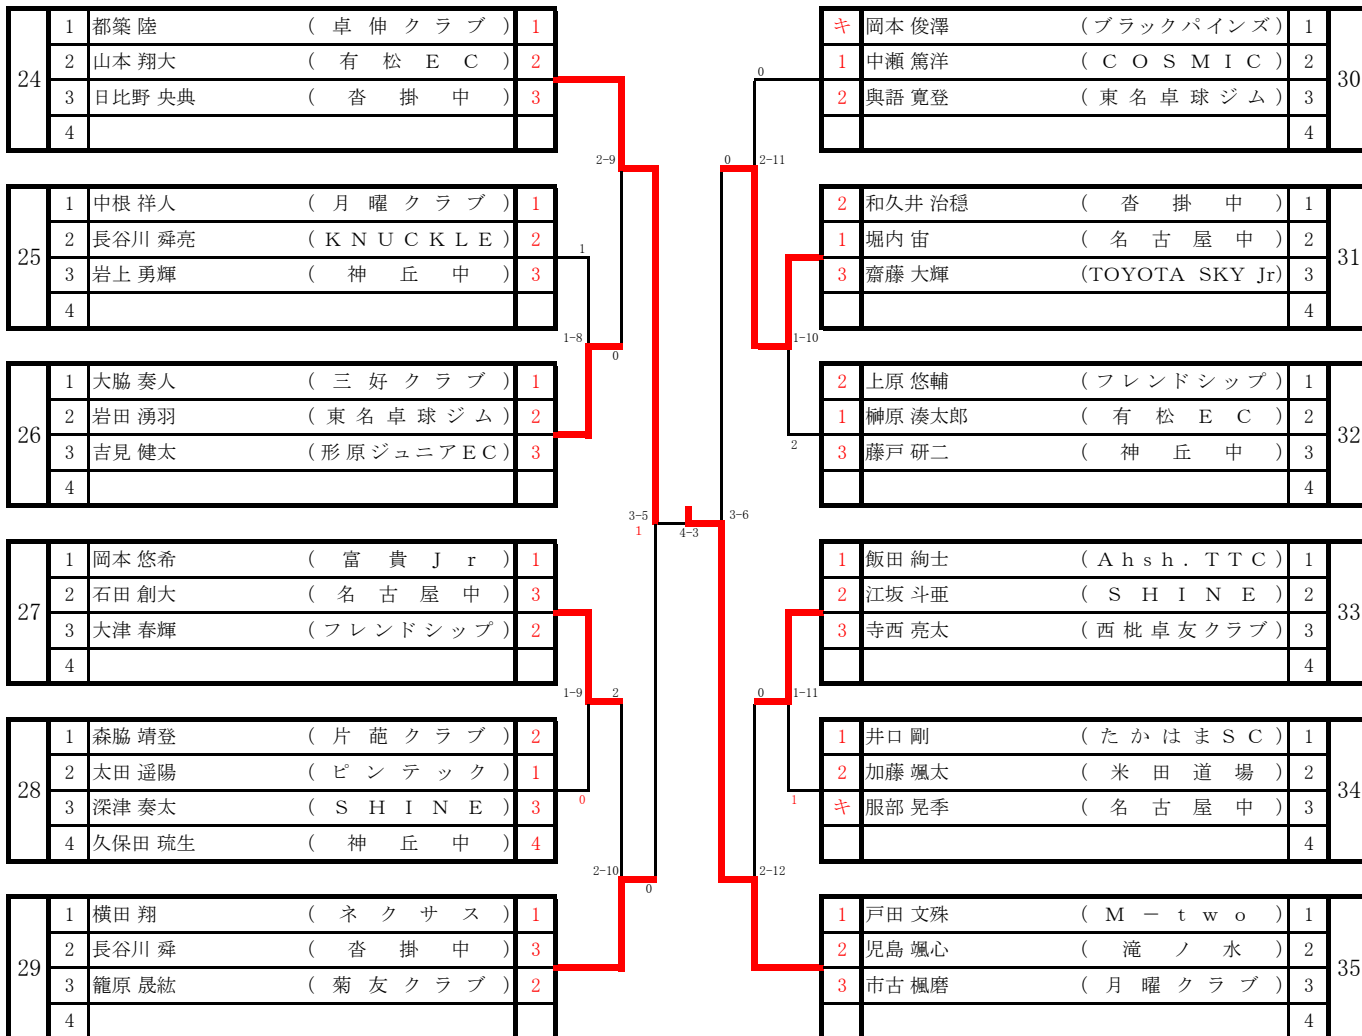 24
1 都築 陸 (卓伸クラブ) 1
2 山本 翔大 (有松EC) 2
3 日比野 央典 (沓掛中) 3
4
25
1 中根 祥人 (月曜クラブ) 1
2 長谷川 舜亮 (KNUCKLE) 2
3 岩上 勇輝 (神丘中) 3
4
26
1 大脇 奏人 (三好クラブ) 1
2 岩田 湧羽 (東名卓球ジム) 2
3 吉見 健太 (形原ジュニアEC) 3
4
27
1 岡本 悠希 (富貴Jr) 1
2 石田 創大 (名古屋中) 3
3 大津 春輝 (フレンドシップ) 2
4
28
1 森脇 靖登 (片葩クラブ) 2
2 太田 遥陽 (ピンテック) 1
3 深津 奏太 (SHINE) 3
4 久保田 琉生 (神丘中) 4
29
1 横田 翔 (ネクサス) 1
2 長谷川 舜 (沓掛中) 3
3 籠原 晟紘 (菊友クラブ) 2
4
2-9
1
1-8
0
3-5
1
4-3
1-9
2
0
2-10
0
0
0
2-11
1-10
2
3-6
0
1-11
1
2-12
キ 岡本 俊澤 (ブラックパインズ) 1
1 中瀬 篤洋 (COSMIC) 2
2 與語 寛登 (東名卓球ジム) 3
4
30
2 和久井 治穏 (沓掛中) 1
1 堀内 宙 (名古屋中) 2
3 齋藤 大輝 (TOYOTA SKY Jr) 3
4
31
2 上原 悠輔 (フレンドシップ) 1
1 榊原 湊太郎 (有松EC) 2
3 藤戸 研二 (神丘中) 3
4
32
1 飯田 絢士 (Ahsh.TTC) 1
2 江坂 斗亜 (SHINE) 2
3 寺西 亮太 (西枇卓友クラブ) 3
4
33
1 井口 剛 (たかはまSC) 1
2 加藤 颯太 (米田道場) 2
キ 服部 晃季 (名古屋中) 3
4
34
1 戸田 文殊 (M-two) 1
2 児島 颯心 (滝ノ水) 2
3 市古 楓磨 (月曜クラブ) 3
4
35